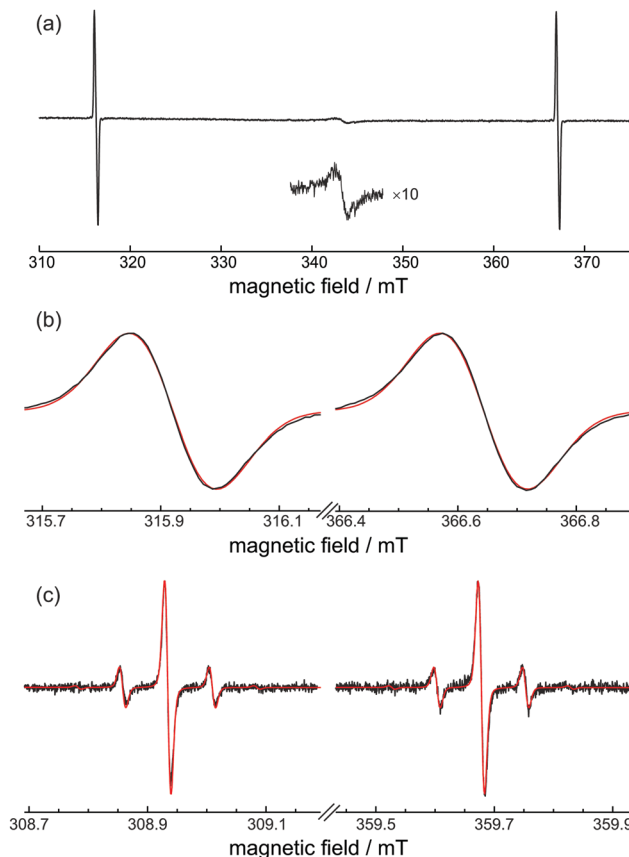 (a)
×10
310 320 330 340 350 360 370
magnetic field / mT
(b)
315.7 315.9 316.1 366.4 366.6 366.8
magnetic field / mT
(c)
308.7 308.9 309.1 359.5 359.7 359.9
magnetic field / mT